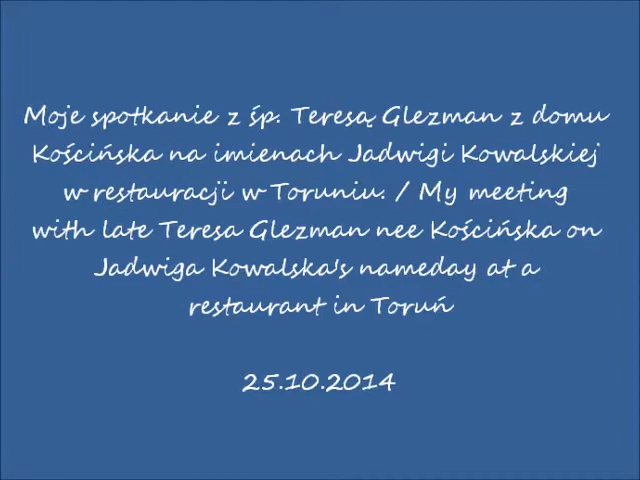 Moje spotkanie z śp. Teresą Glezman z domu
Kościńska na imienach Jadwigi Kowalskiej
w restauracji w Toruniu. / My meeting
with late Teresa Glezman nee Kościńska on
Jadwiga Kowalska's nameday at a
restaurant in Toruń
25.10.2014